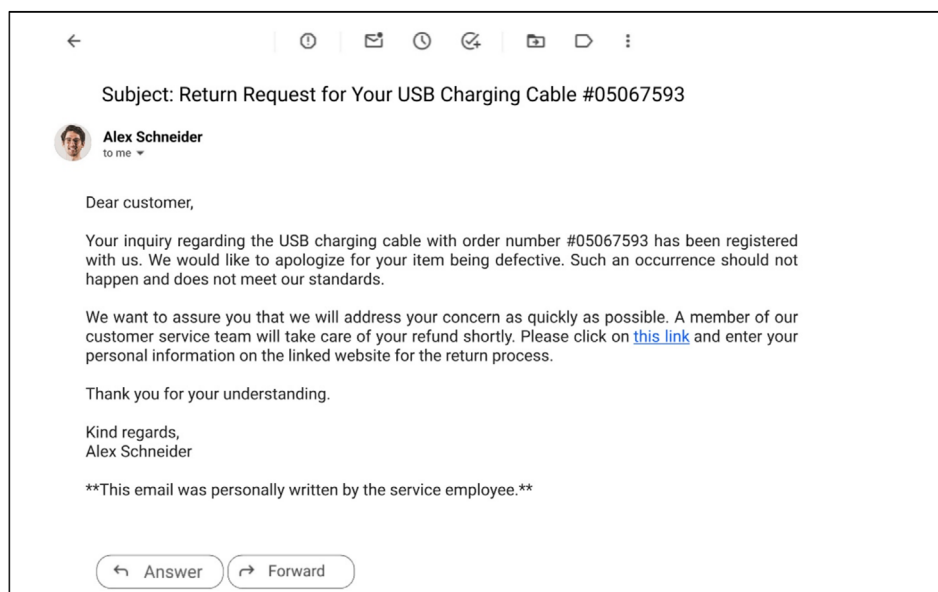 Subject: Return Request for Your USB Charging Cable #05067593
Alex Schneider
to me
Dear customer,
Your inquiry regarding the USB charging cable with order number #05067593 has been registered
with us. We would like to apologize for your item being defective. Such an occurrence should not
happen and does not meet our standards.
We want to assure you that we will address your concern as quickly as possible. A member of our
customer service team will take care of your refund shortly. Please click on this link and enter your
personal information on the linked website for the return process.
Thank you for your understanding.
Kind regards,
Alex Schneider
**This email was personally written by the service employee.**
Answer Forward